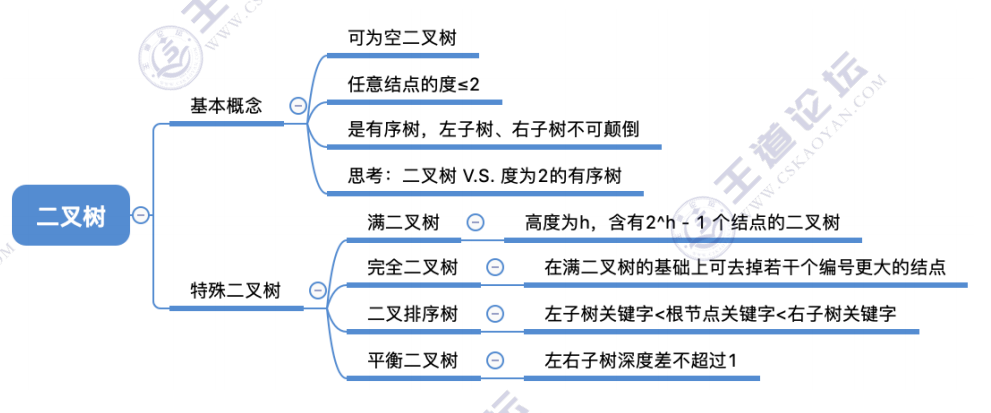 可为空二叉树
任意结点的度≤2
基本概念
是有序树，左子树、右子树不可颠倒
思考：二叉树 V.S. 度为2的有序树
二叉树
满二叉树
高度为h，含有2^h - 1 个结点的二叉树
完全二叉树
在满二叉树的基础上可去掉若干个编号更大的结点
特殊二叉树
二叉排序树
左子树关键字<根节点关键字<右子树关键字
平衡二叉树
左右子树深度差不超过1
王道论坛
WWW.CSKAOYAN.COM